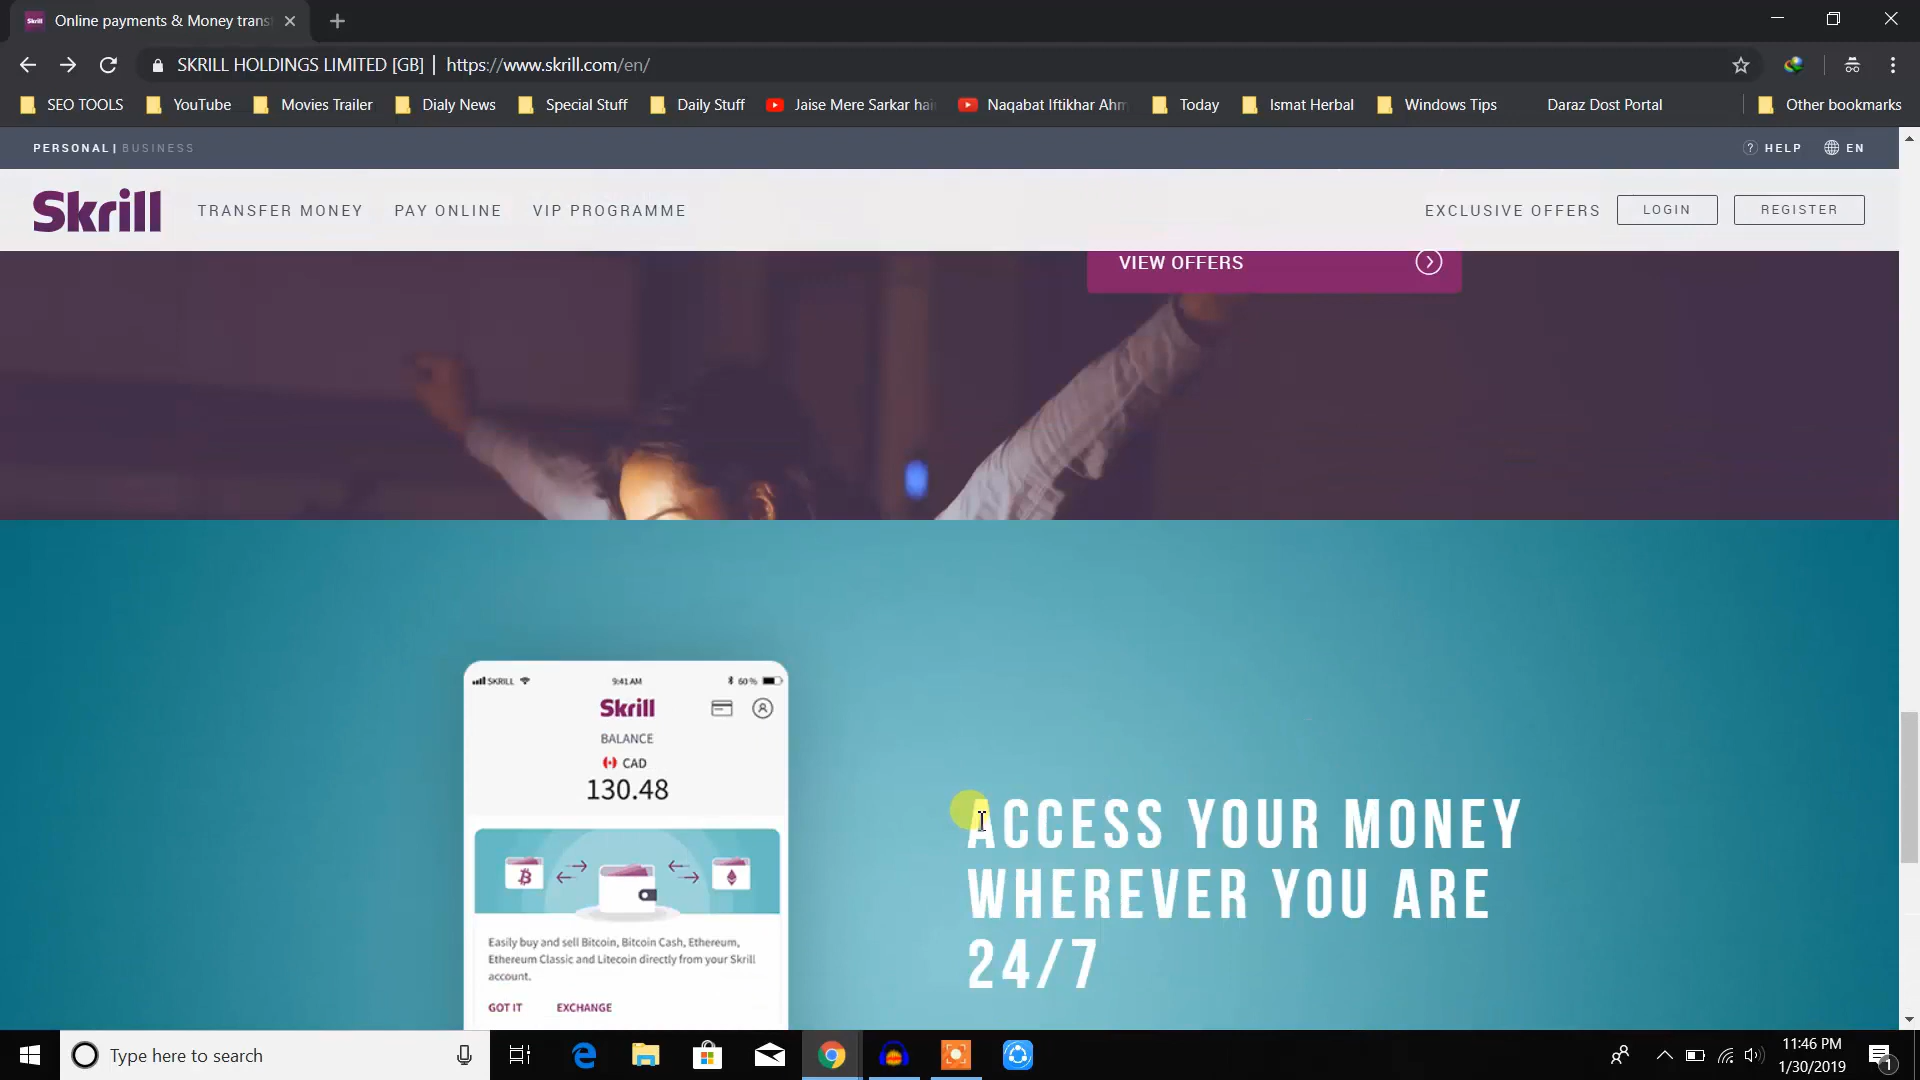 Skrill
Online payments & Money trans
SKRILL HOLDINGS LIMITED [GB] | https://www.skrill.com/en/
SEO TOOLS YouTube Movies Trailer Dialy News Special Stuff Daily Stuff Jaise Mere Sarkar hai Naqabat Iftikhar Ahm Today Ismat Herbal Windows Tips Daraz Dost Portal Other bookmarks
PERSONAL | BUSINESS ? HELP EN
Skrill TRANSFER MONEY PAY ONLINE VIP PROGRAMME EXCLUSIVE OFFERS LOGIN REGISTER
VIEW OFFERS
SKRILL 9:41 AM 60%
Skrill
BALANCE
CAD
130.48
Easily buy and sell Bitcoin, Bitcoin Cash, Ethereum,
Ethereum Classic and Litecoin directly from your Skrill
account.
GOT IT EXCHANGE
ACCESS YOUR MONEY
WHEREVER YOU ARE
24/7
Type here to search
11:46 PM
1/30/2019
1